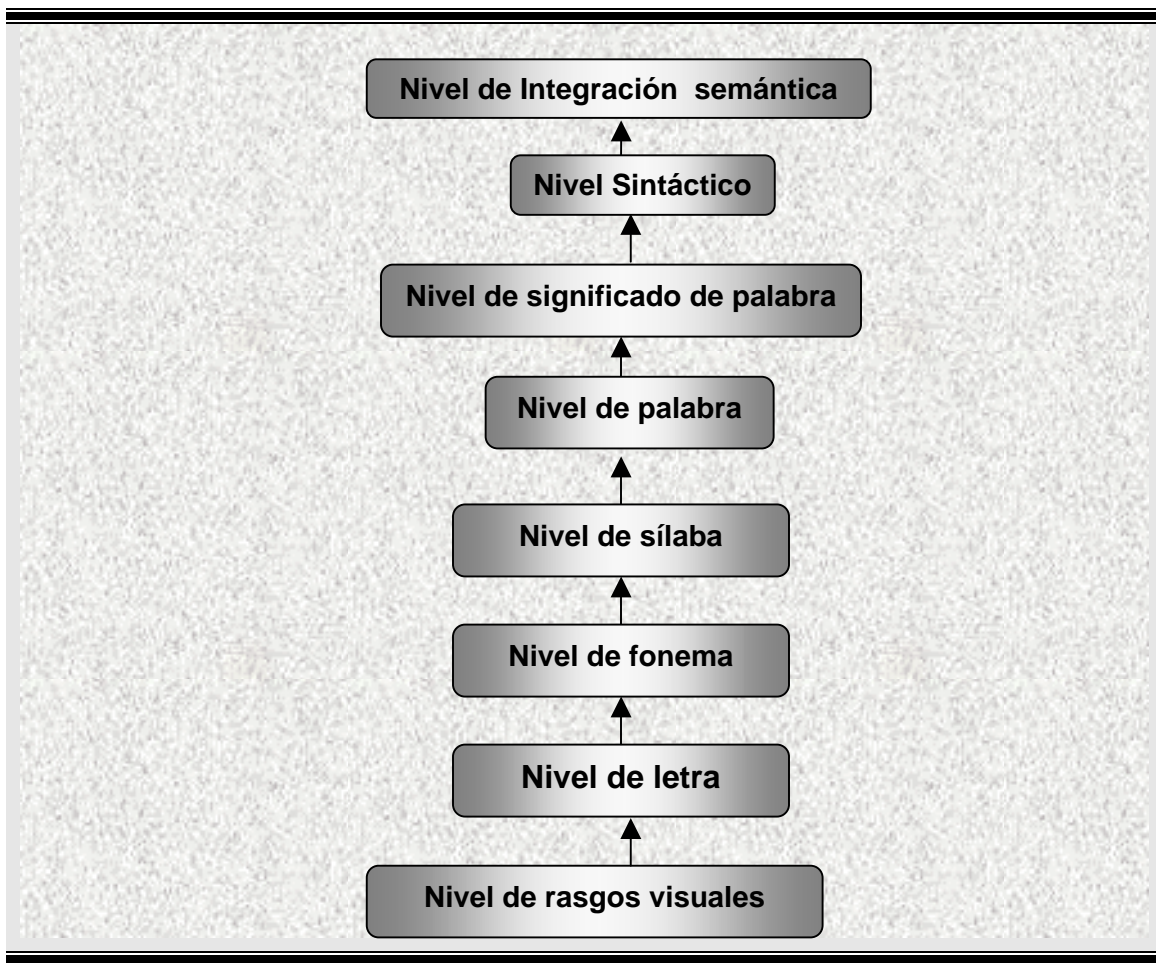 Nivel de Integración semántica
Nivel Sintáctico
Nivel de significado de palabra
Nivel de palabra
Nivel de sílaba
Nivel de fonema
Nivel de letra
Nivel de rasgos visuales